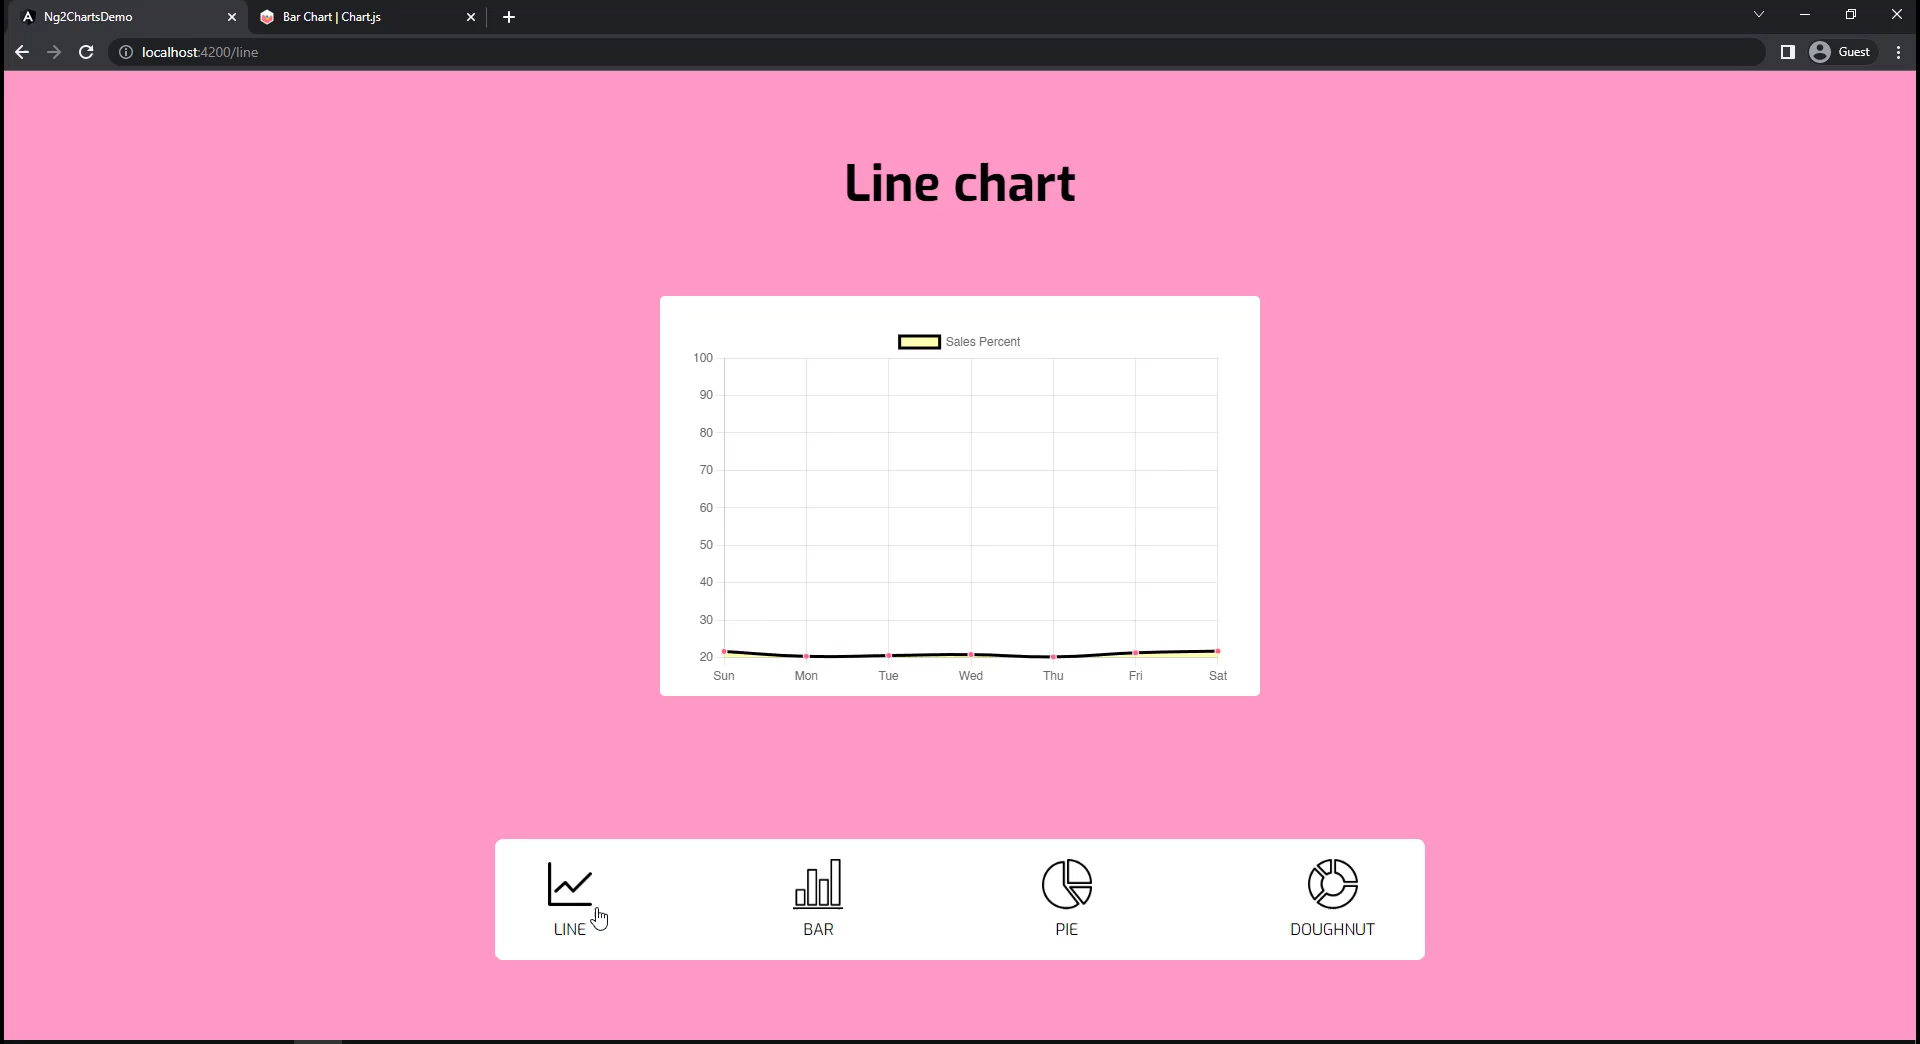 Ng2ChartsDemo
Bar Chart | Chart.js
localhost:4200/line
Guest
Line chart
Sales Percent
100
90
80
70
60
50
40
30
20
Sun Mon Tue Wed Thu Fri Sat
LINE BAR PIE DOUGHNUT